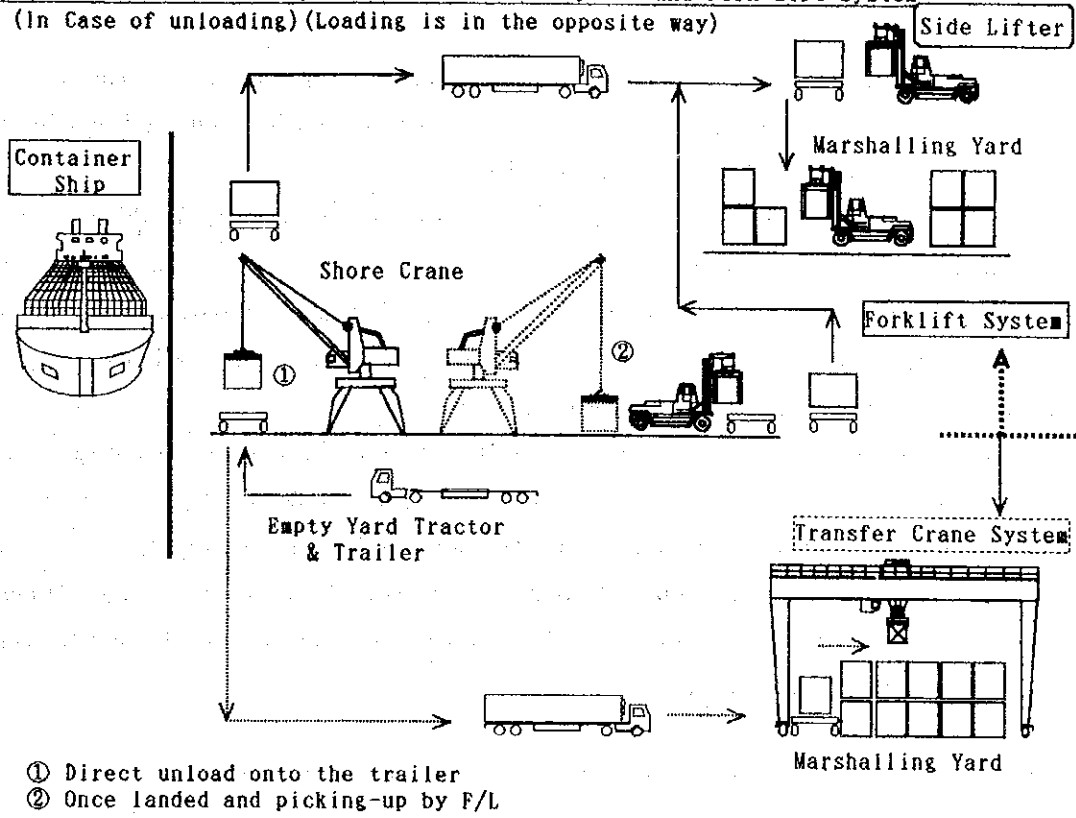 (In Case of unloading)(Loading is in the opposite way)
Side Lifter
Container
Ship
Marshalling Yard
Shore Crane
①
②
Forklift System
Empty Yard Tractor
& Trailer
Transfer Crane System
Marshalling Yard
① Direct unload onto the trailer
② Once landed and picking-up by F/L